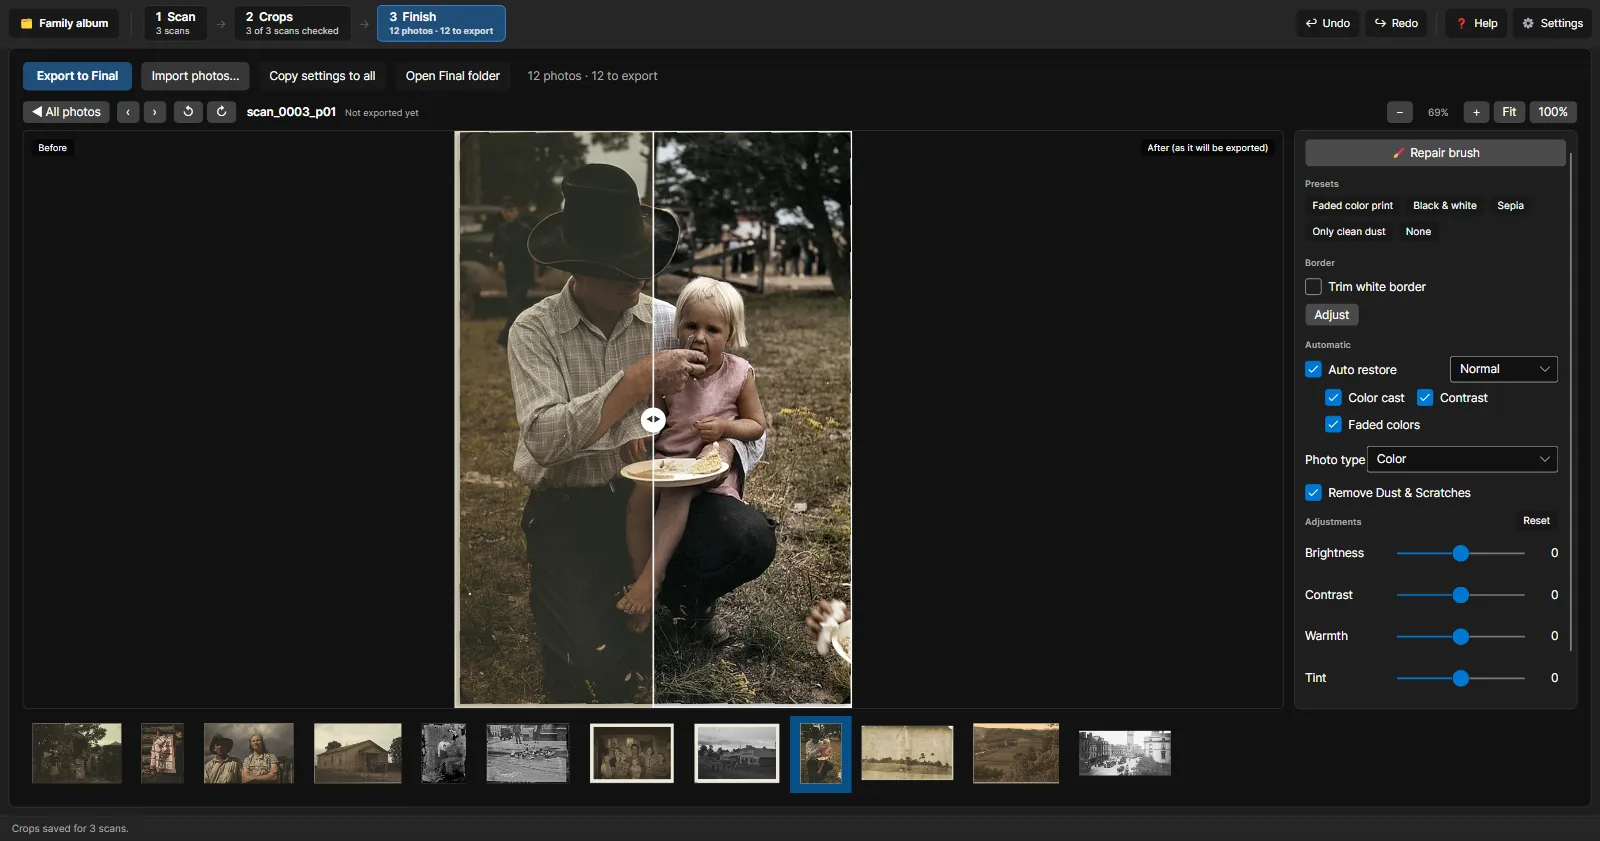 Family album
1 Scan
3 scans
2 Crops
3 of 3 scans checked
3 Finish
12 photos · 12 to export
Undo
Redo
Help
Settings
Export to Final
Import photos...
Copy settings to all
Open Final folder
12 photos · 12 to export
All photos
scan_0003_p01
Not exported yet
69%
Fit
100%
Before
After (as it will be exported)
Repair brush
Presets
Faded color print
Black & white
Sepia
Only clean dust
None
Border
Trim white border
Adjust
Automatic
Auto restore
Normal
Color cast
Contrast
Faded colors
Photo type
Color
Remove Dust & Scratches
Adjustments
Reset
Brightness
0
Contrast
0
Warmth
0
Tint
0
Crops saved for 3 scans.